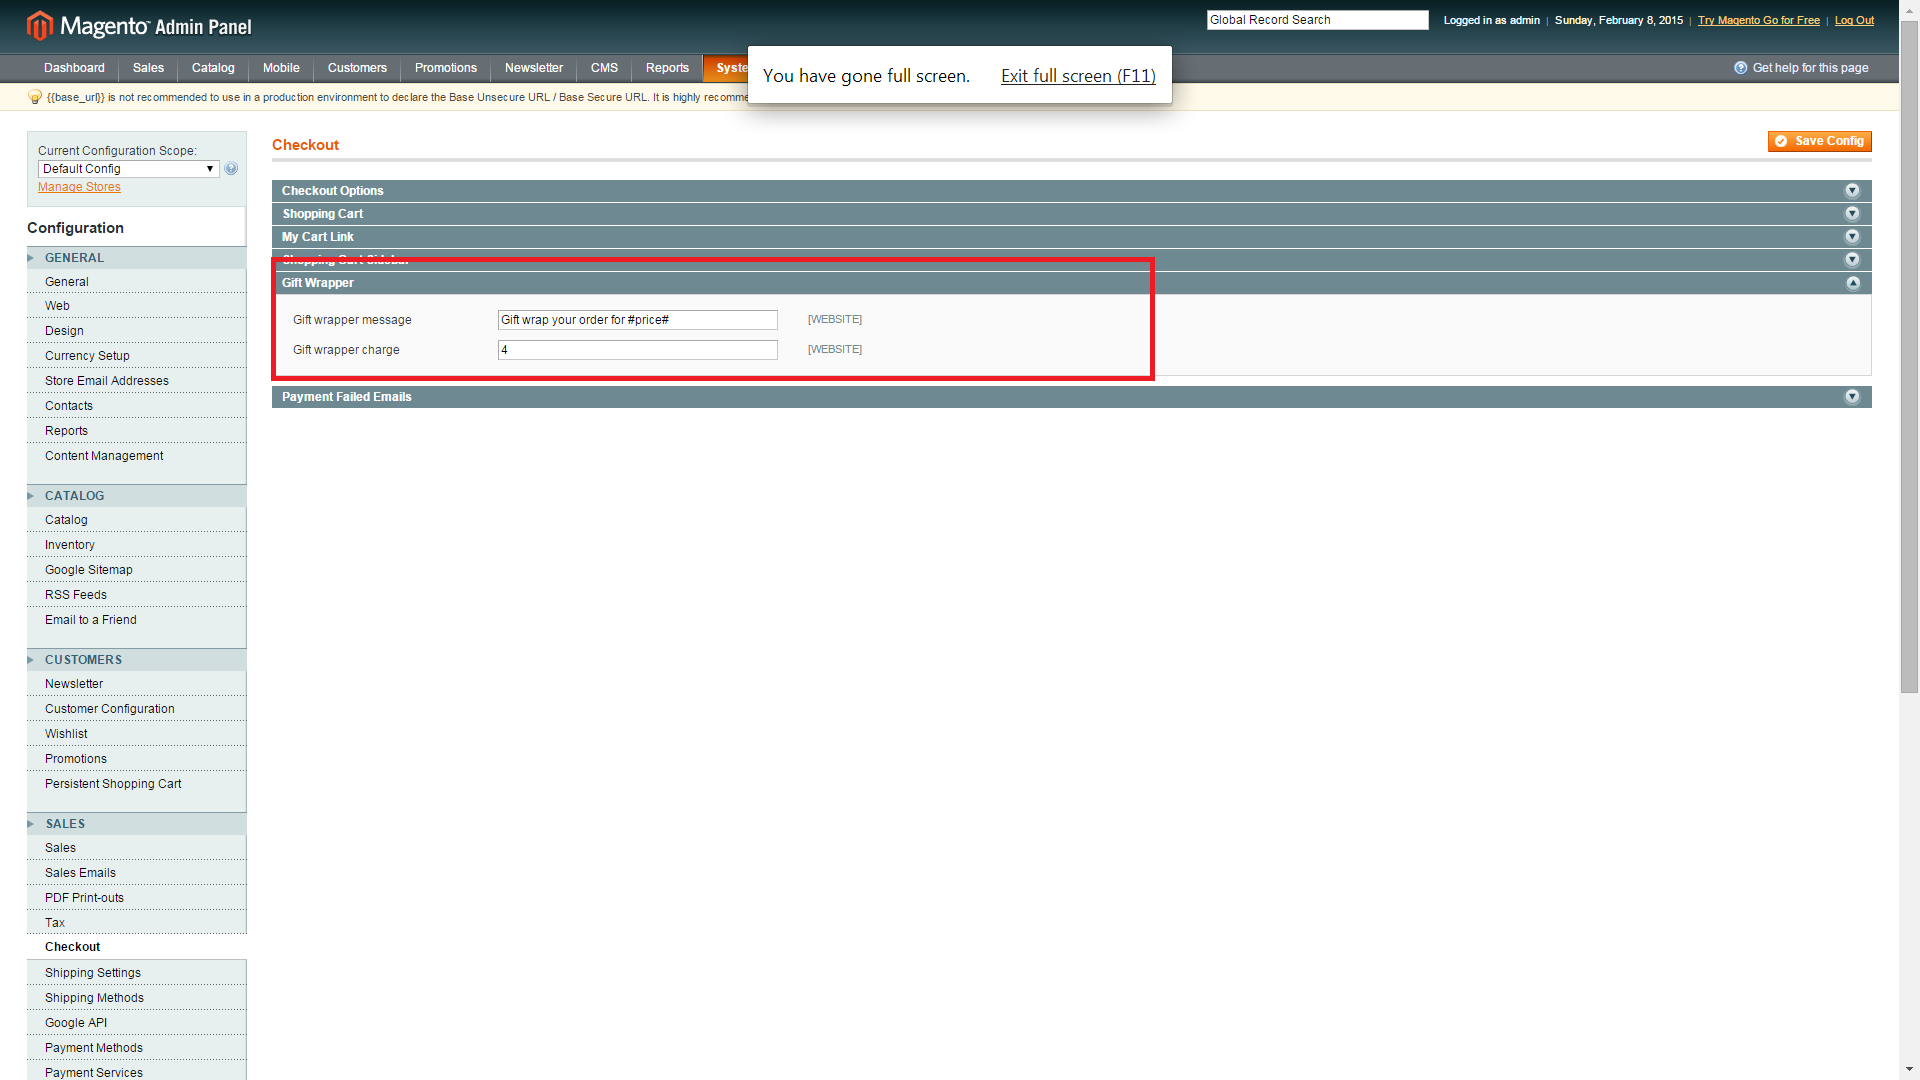 Magento Admin Panel
Global Record Search
Logged in as admin | Sunday, February 8, 2015 | Try Magento Go for Free | Log Out
Dashboard
Sales
Catalog
Mobile
Customers
Promotions
Newsletter
CMS
Reports
Syste
You have gone full screen. Exit full screen (F11)
Get help for this page
{{base_url}} is not recommended to use in a production environment to declare the Base Unsecure URL / Base Secure URL. It is highly recomme
Current Configuration Scope:
Default Config
Manage Stores
Configuration
GENERAL
General
Web
Design
Currency Setup
Store Email Addresses
Contacts
Reports
Content Management
CATALOG
Catalog
Inventory
Google Sitemap
RSS Feeds
Email to a Friend
CUSTOMERS
Newsletter
Customer Configuration
Wishlist
Promotions
Persistent Shopping Cart
SALES
Sales
Sales Emails
PDF Print-outs
Tax
Checkout
Shipping Settings
Shipping Methods
Google API
Payment Methods
Payment Services
Checkout
Save Config
Checkout Options
Shopping Cart
My Cart Link
Shopping Cart Sidebar
Gift Wrapper
Gift wrapper message
Gift wrap your order for #price#
[WEBSITE]
Gift wrapper charge
4
[WEBSITE]
Payment Failed Emails